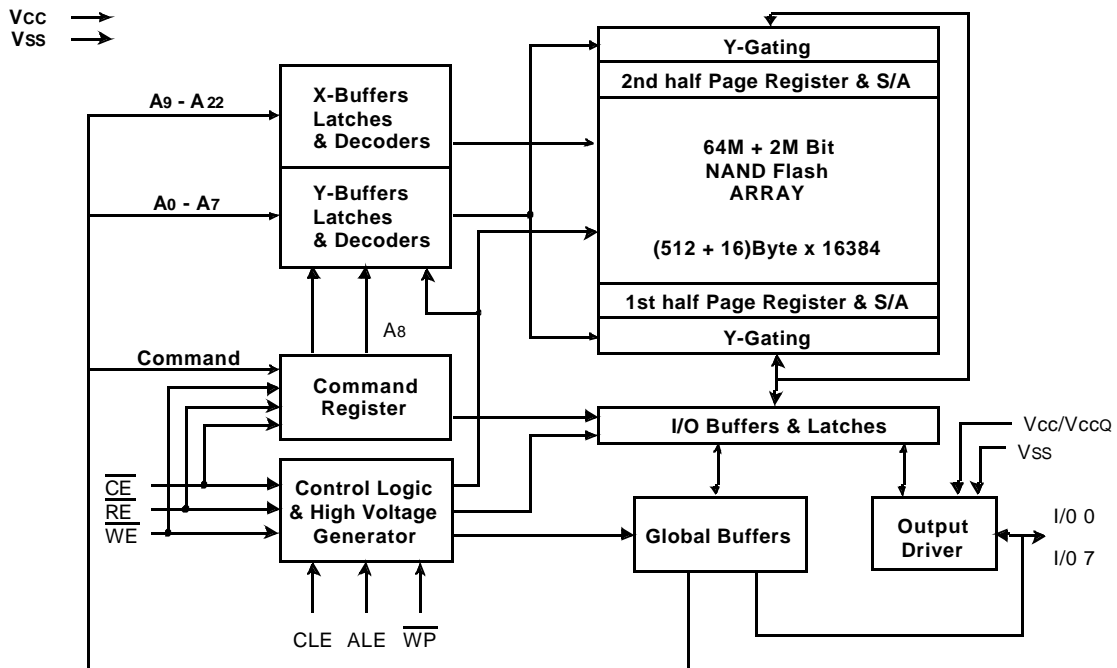 VCC
VSS
A9 - A22
X-Buffers
Latches
& Decoders
A0 - A7
Y-Buffers
Latches
& Decoders
Y-Gating
2nd half Page Register & S/A
64M + 2M Bit
NAND Flash
ARRAY
(512 + 16)Byte x 16384
1st half Page Register & S/A
Y-Gating
A8
Command
Command
Register
I/O Buffers & Latches
VCC/VCCQ
VSS
CE
RE
WE
Control Logic
& High Voltage
Generator
Global Buffers
Output
Driver
I/0 0
I/0 7
CLE
ALE
WP